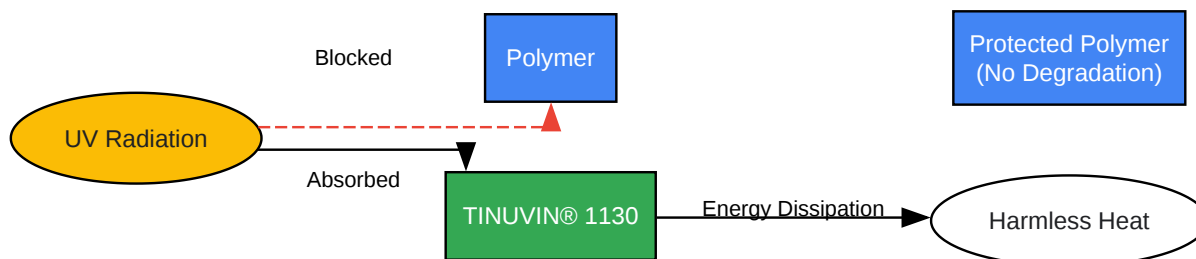 Blocked
Polymer
Protected Polymer
(No Degradation)
UV Radiation
Absorbed
TINUVIN® 1130
Energy Dissipation
Harmless Heat